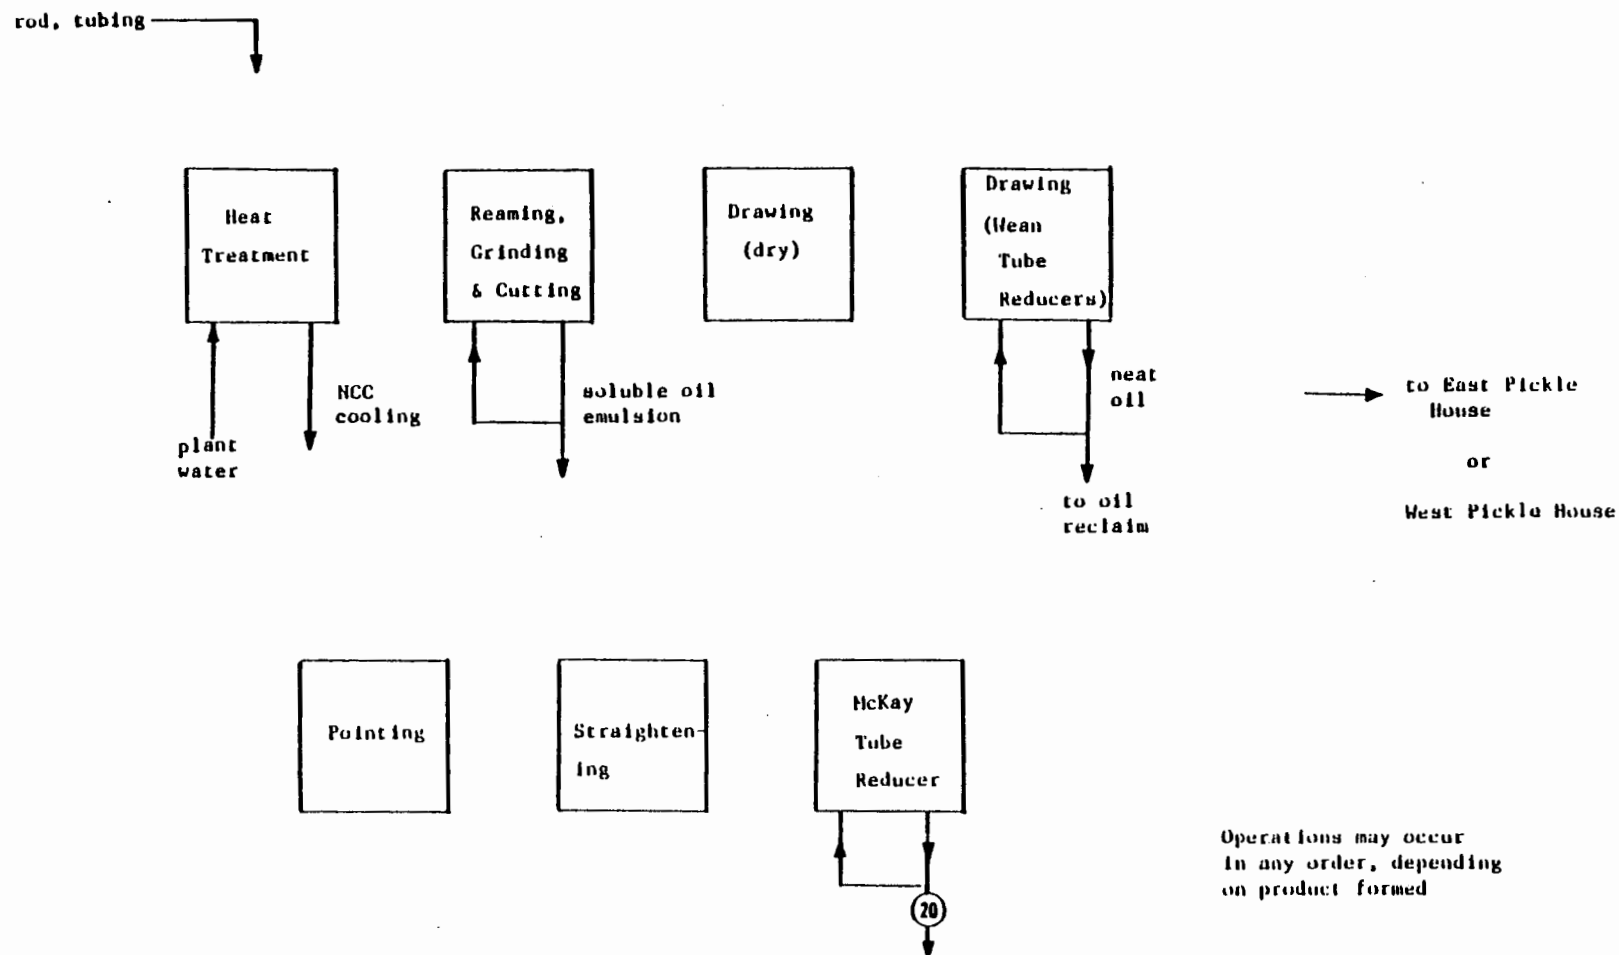 rod, tubing
Heat
Treatment
Reaming,
Grinding
& Cutting
Drawing
(dry)
Drawing
(Wean
Tube
Reducers)
plant
water
NCC
cooling
soluble oil
emulsion
neat
oil
to oil
reclaim
to East Pickle
House
or
West Pickle House
Pointing
Straighten-
ing
McKay
Tube
Reducer
20
Operations may occur
in any order, depending
on product formed